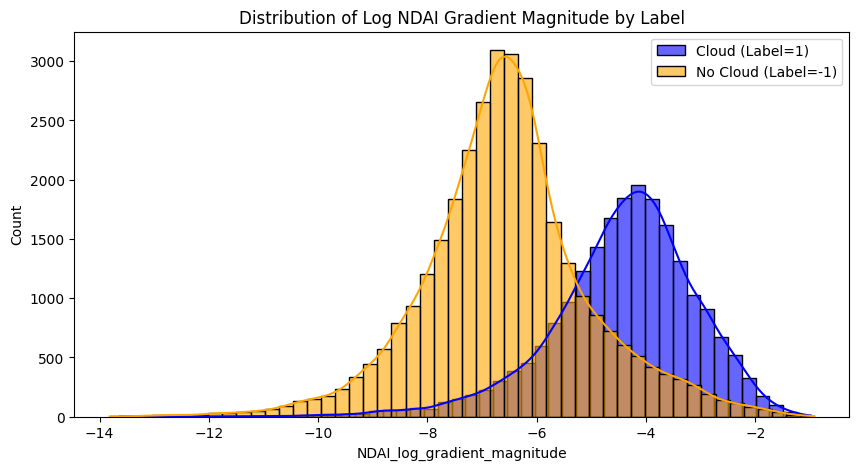 Distribution of Log NDAI Gradient Magnitude by Label
Cloud (Label=1)
No Cloud (Label=-1)
Count
3000
2500
2000
1500
1000
500
0
−14 −12 −10 −8 −6 −4 −2
NDAI_log_gradient_magnitude